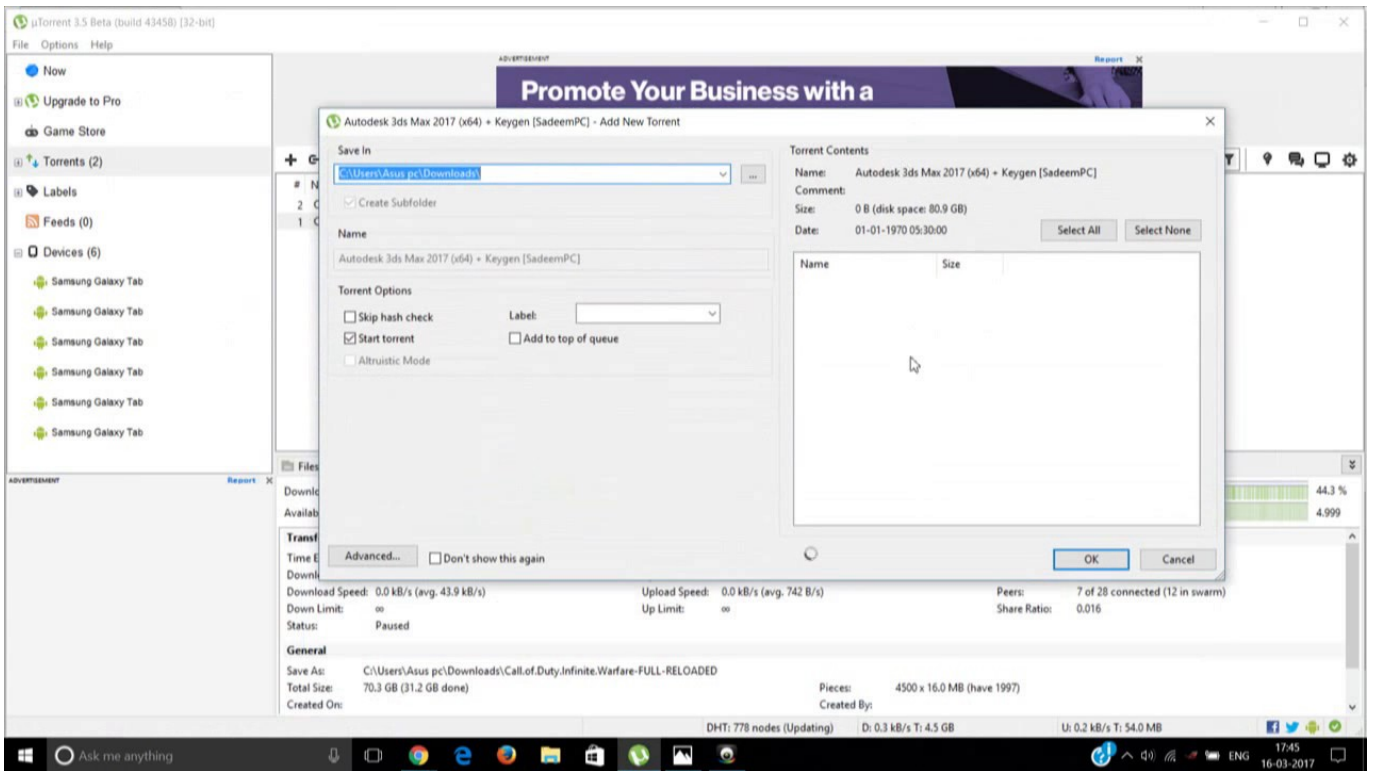 µTorrent 3.5 Beta (build 43458) [32-bit]
File Options Help
Now
Upgrade to Pro
Game Store
Torrents (2)
Labels
Feeds (0)
Devices (6)
Samsung Galaxy Tab
Samsung Galaxy Tab
Samsung Galaxy Tab
Samsung Galaxy Tab
Samsung Galaxy Tab
Samsung Galaxy Tab
ADVERTISEMENT Report X
ADVERTISEMENT Report X
Promote Your Business with a
# N
2 C
1 C
Autodesk 3ds Max 2017 (x64) + Keygen [SadeemPC] - Add New Torrent
Save In
C:\Users\Asus pc\Downloads\
...
Create Subfolder
Name
Autodesk 3ds Max 2017 (x64) + Keygen [SadeemPC]
Torrent Options
Skip hash check Label:
Start torrent Add to top of queue
Altruistic Mode
Advanced... Don't show this again
Torrent Contents
Name: Autodesk 3ds Max 2017 (x64) + Keygen [SadeemPC]
Comment:
Size: 0 B (disk space: 80.9 GB)
Date: 01-01-1970 05:30:00 Select All Select None
Name Size
OK Cancel
Files
Downlo
44.3 %
Availab
4.999
Transf
Time E
Downlo
Download Speed: 0.0 kB/s (avg. 43.9 kB/s) Upload Speed: 0.0 kB/s (avg. 742 B/s) Peers: 7 of 28 connected (12 in swarm)
Down Limit: ∞ Up Limit: ∞ Share Ratio: 0.016
Status: Paused
General
Save As: C:\Users\Asus pc\Downloads\Call.of.Duty.Infinite.Warfare-FULL-RELOADED
Total Size: 70.3 GB (31.2 GB done) Pieces: 4500 x 16.0 MB (have 1997)
Created On: Created By:
DHT: 778 nodes (Updating) D: 0.3 kB/s T: 4.5 GB U: 0.2 kB/s T: 54.0 MB
Ask me anything
ENG
17:45
16-03-2017